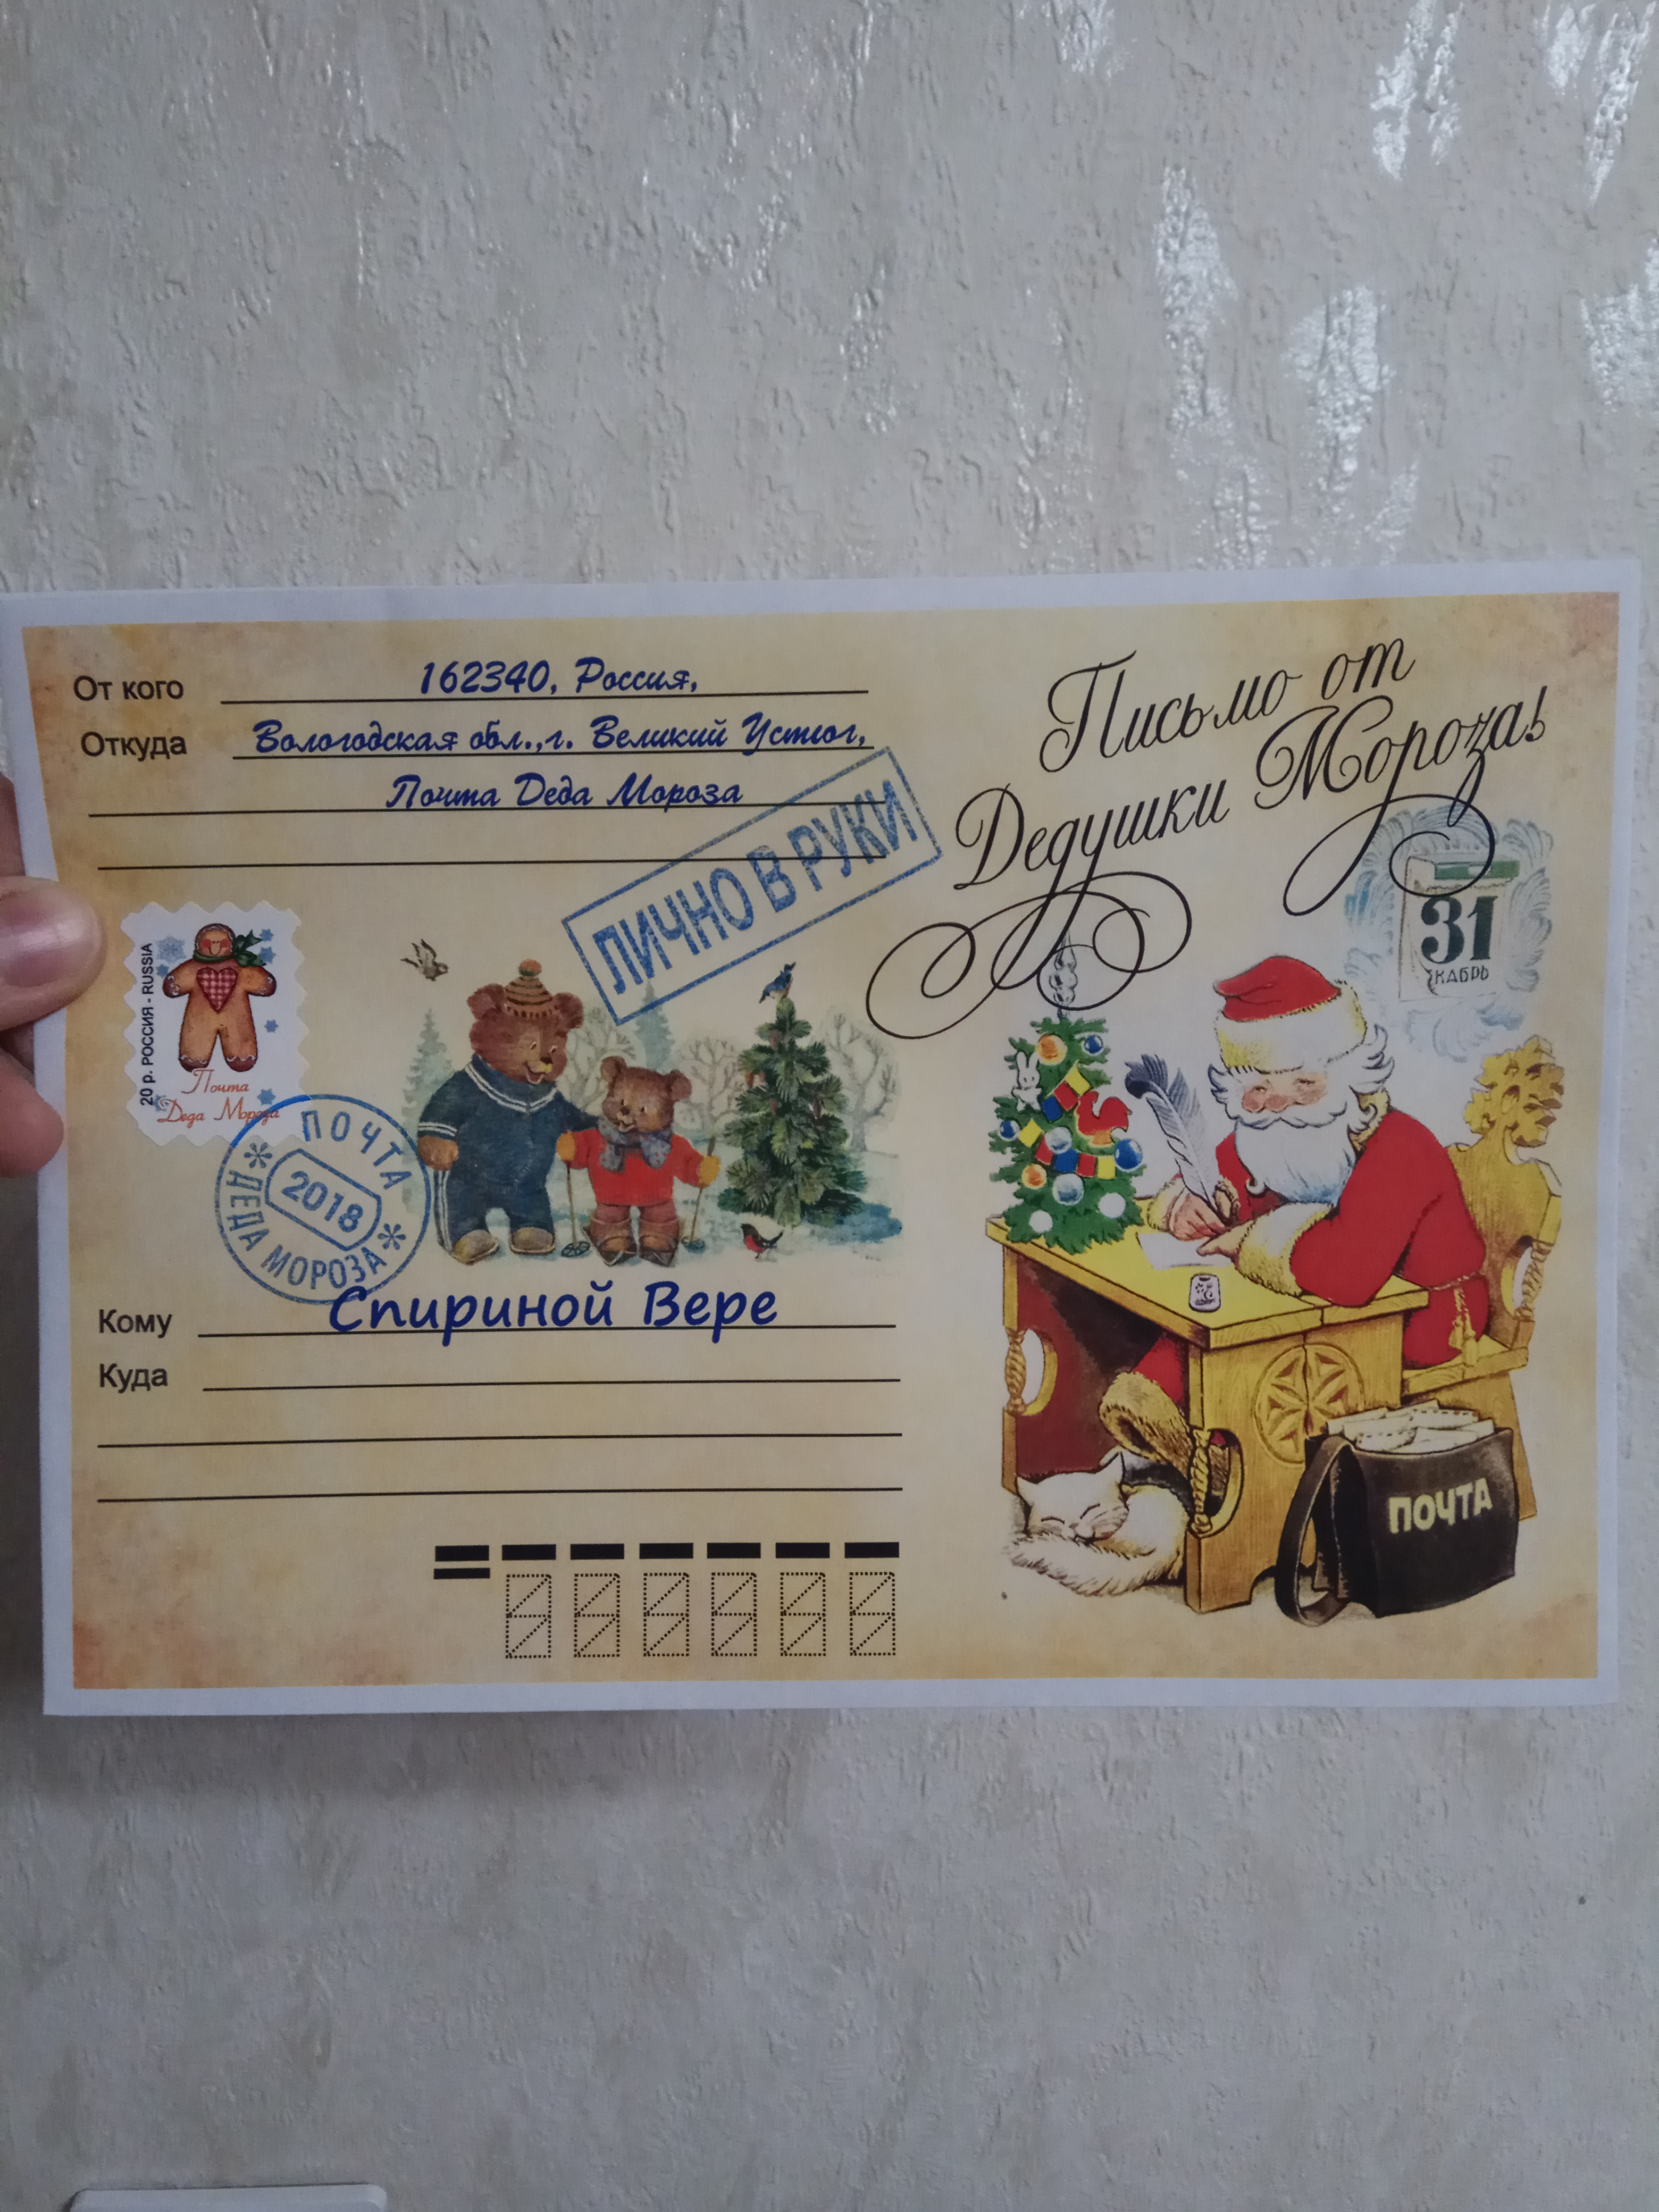 От кого 162340, Россия,
Откуда Вологодская обл.,г. Великий Устюг,
Почта Деда Мороза
ЛИЧНО В РУКИ
Письмо от
Дедушки Мороза!
31
КАБРЬ
20 р. РОССИЯ - RUSSIA
Почта
Деда Мороза
ПОЧТА
2018
ДЕДА МОРОЗА
Кому Спириной Вере
Куда
ПОЧТА